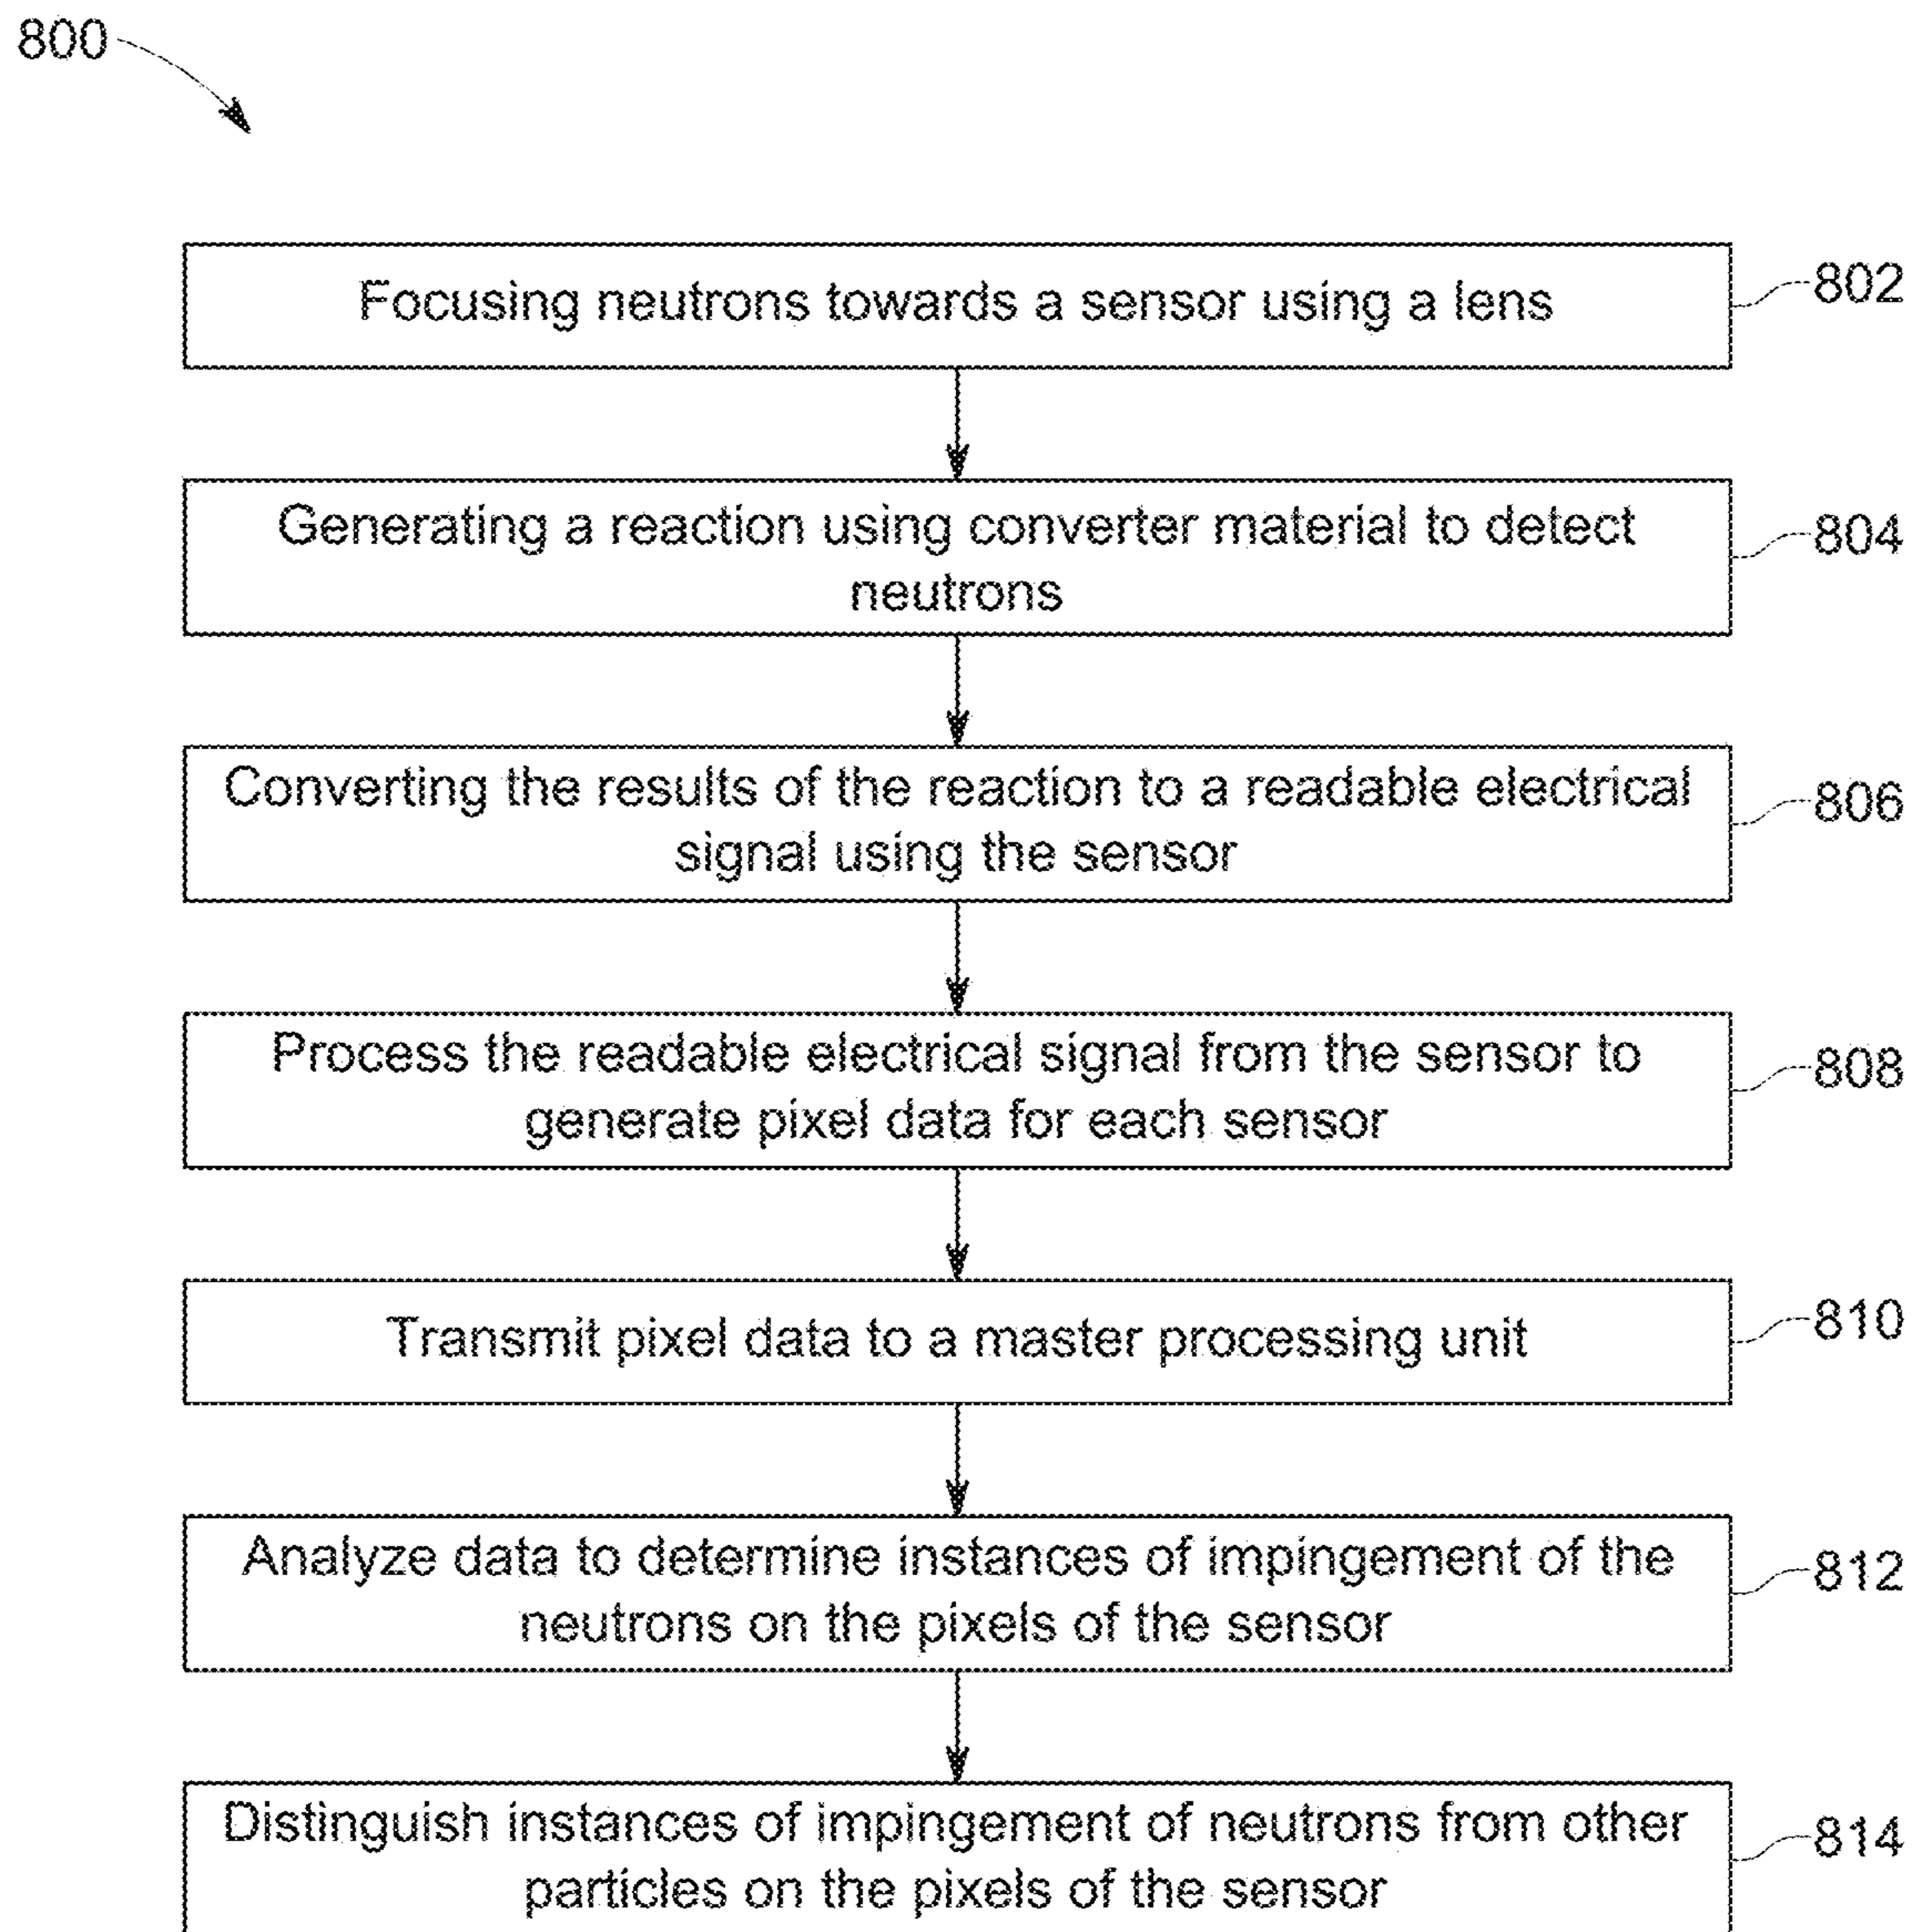 800
Focusing neutrons towards a sensor using a lens
802
Generating a reaction using converter material to detect
neutrons
804
Converting the results of the reaction to a readable electrical
signal using the sensor
806
Process the readable electrical signal from the sensor to
generate pixel data for each sensor
808
Transmit pixel data to a master processing unit
810
Analyze data to determine instances of impingement of the
neutrons on the pixels of the sensor
812
Distinguish instances of impingement of neutrons from other
particles on the pixels of the sensor
814